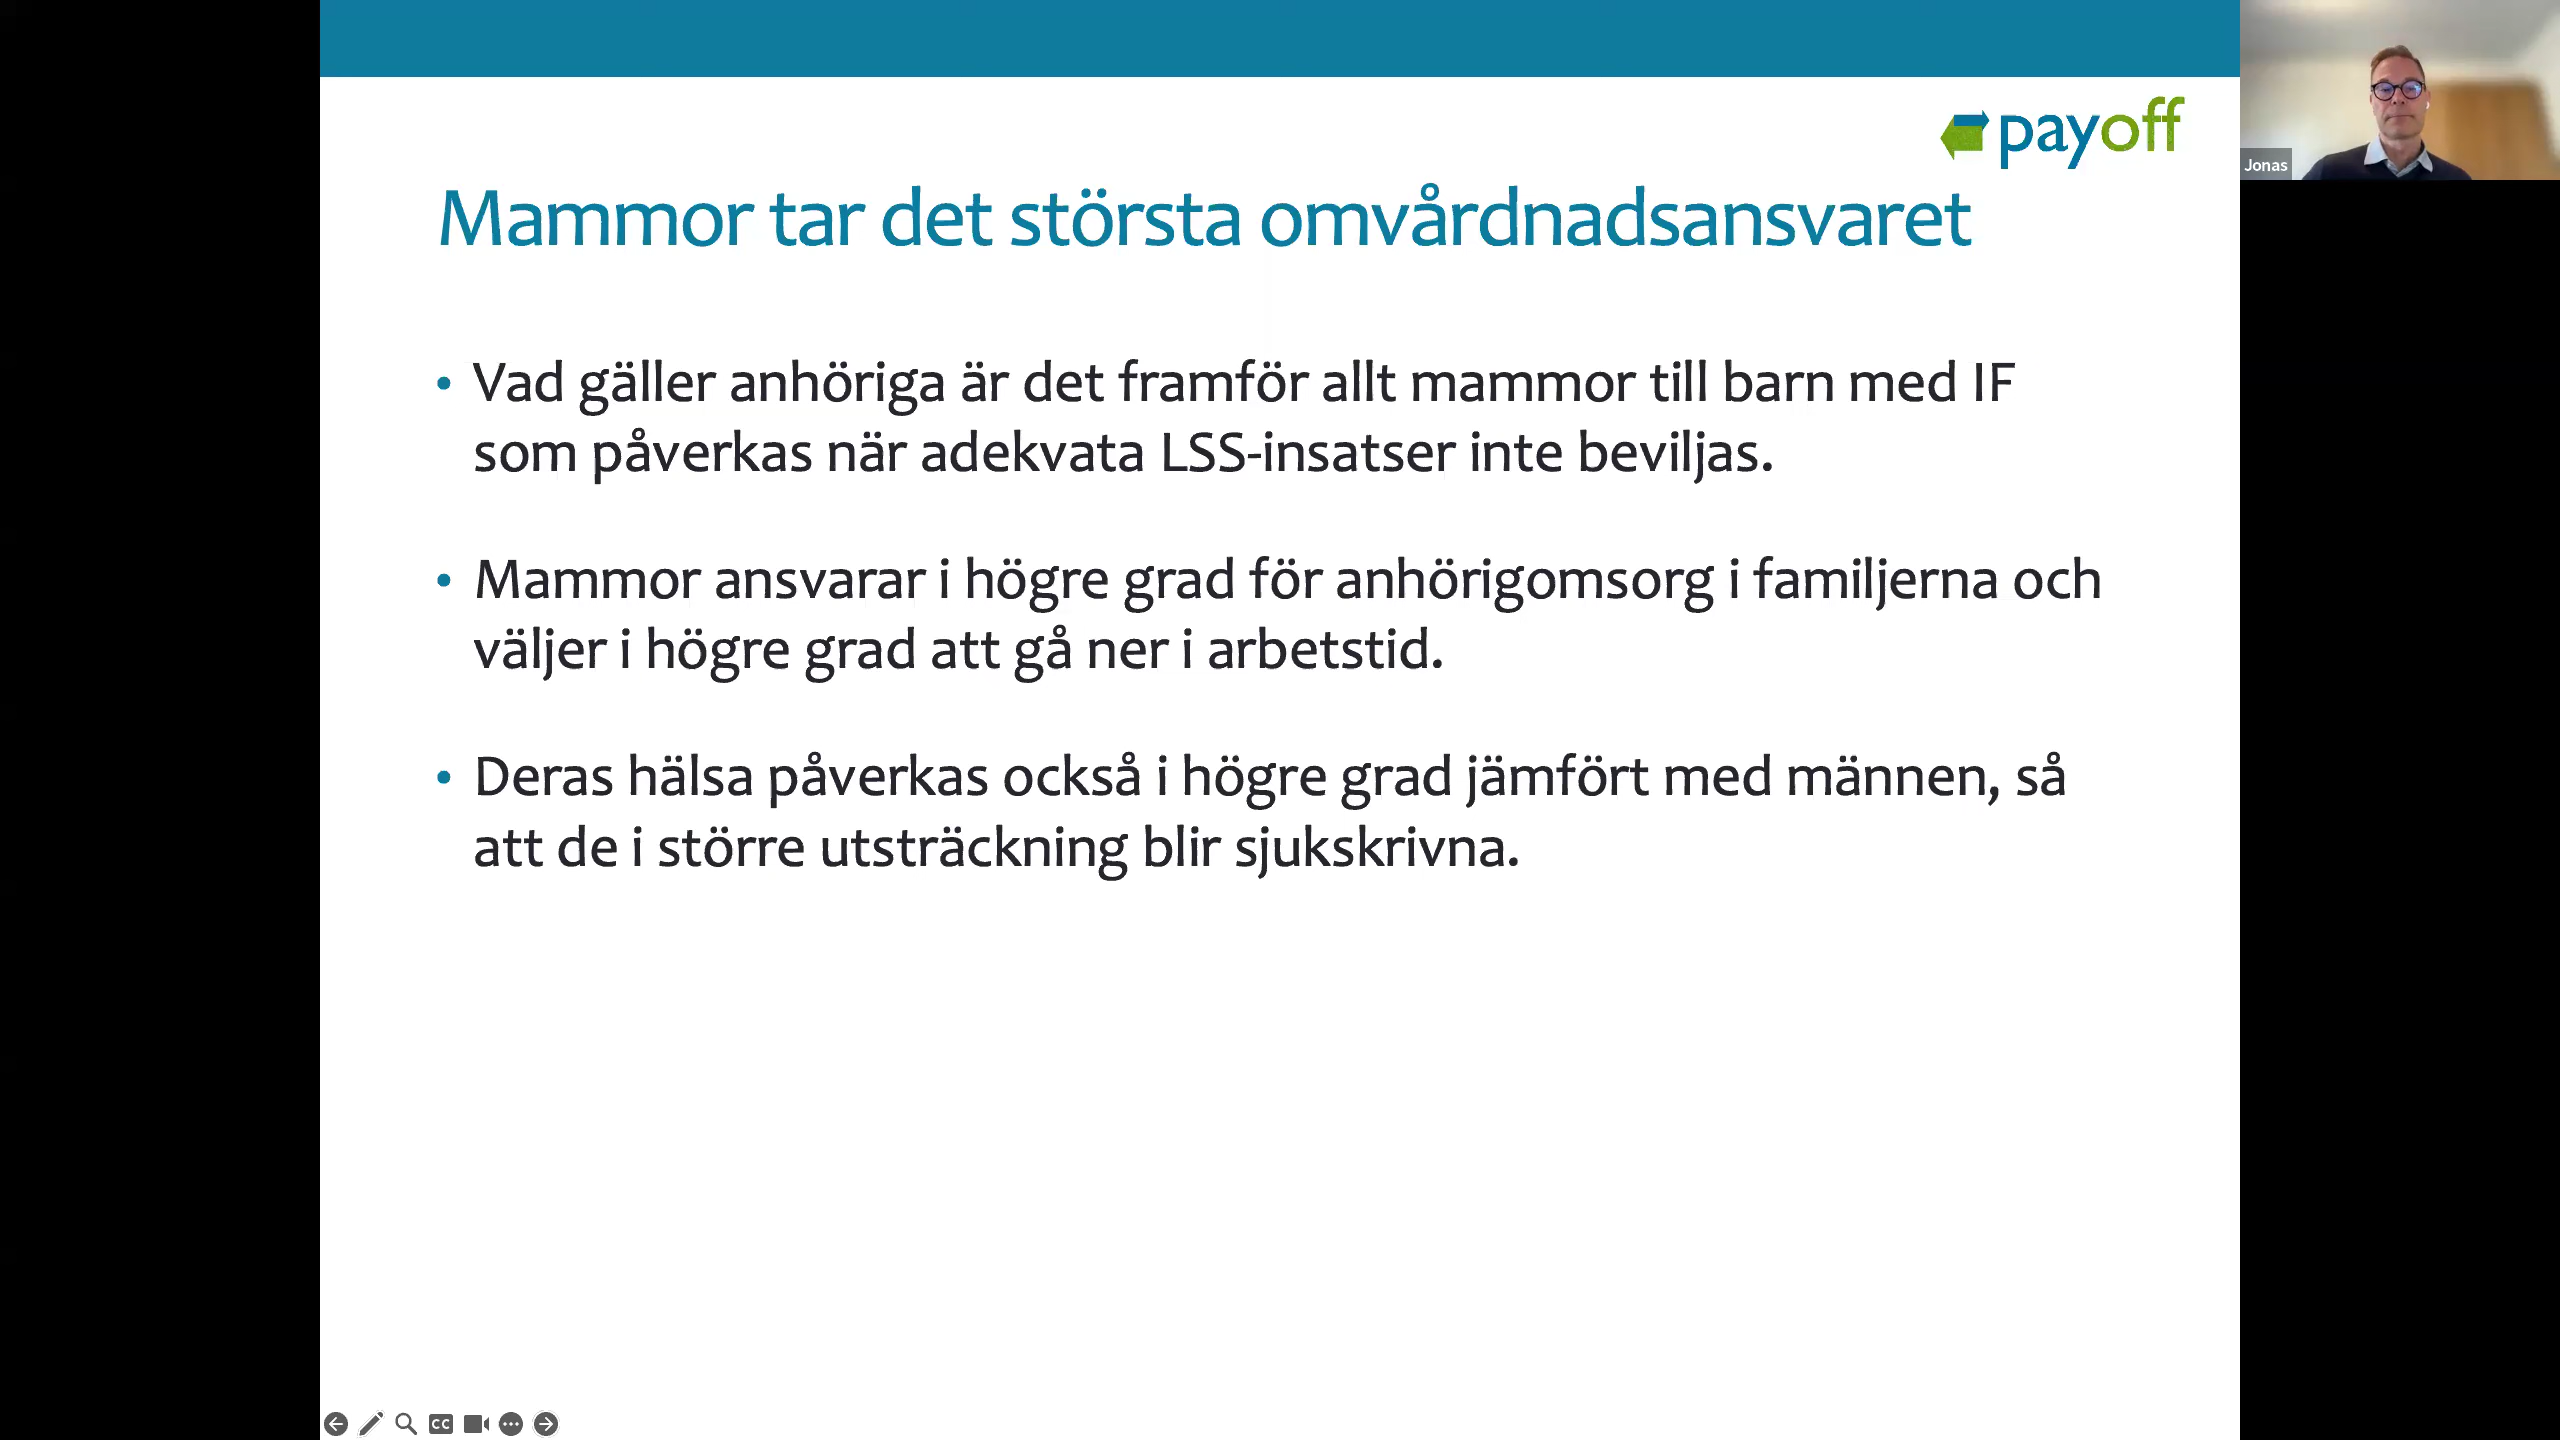 payoff
Jonas
Mammor tar det största omvårdnadsansvaret
• Vad gäller anhöriga är det framför allt mammor till barn med IF
som påverkas när adekvata LSS-insatser inte beviljas.
• Mammor ansvarar i högre grad för anhörigomsorg i familjerna och
väljer i högre grad att gå ner i arbetstid.
• Deras hälsa påverkas också i högre grad jämfört med männen, så
att de i större utsträckning blir sjukskrivna.
CC